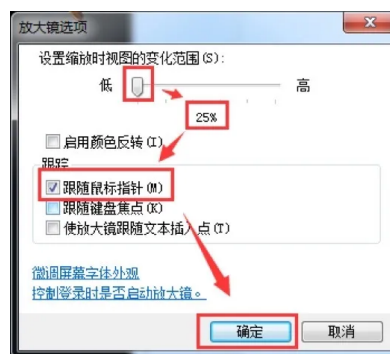 放大镜选项
设置缩放时视图的变化范围(S):
低 高
25%
启用颜色反转(I)
跟踪
跟随鼠标指针(M)
跟随键盘焦点(K)
使放大镜跟随文本插入点(T)
微调屏幕字体外观
控制登录时是否启动放大镜。
确定 取消